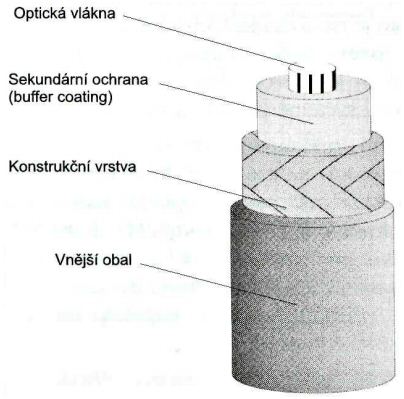 Optická vlákna
Sekundární ochrana
(buffer coating)
Konstrukční vrstva
Vnější obal